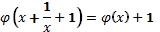 φ(x + 1/x + 1) = φ(x) + 1